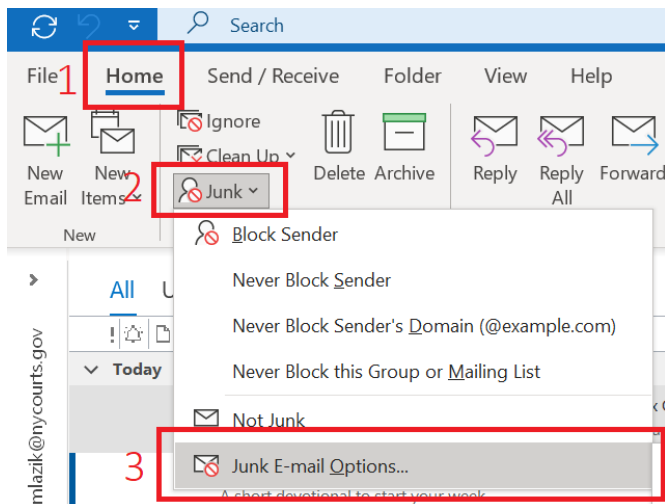 Search
File
1
Home
Send / Receive
Folder
View
Help
Ignore
Clean Up
2
Junk
New
Email
New
Items
Delete
Archive
Reply
Reply
All
Forward
New
Block Sender
Never Block Sender
Never Block Sender's Domain (@example.com)
Never Block this Group or Mailing List
Not Junk
3
Junk E-mail Options...
A short devotional to start your week
All
U
!
Today
mlazik@nycourts.gov